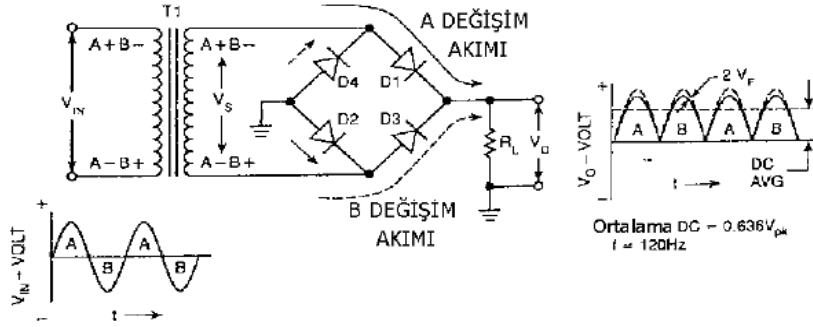 T1
A DEĞİŞİM
AKIMI
A+B−
A+B−
D4
D1
2 V_F
V_IN
V_S
D2
D3
R_L
V_O
A
B
A
B
V_O – VOLT
+
−
t
DC
AVG
A−B+
A−B+
B DEĞİŞİM
AKIMI
Ortalama DC = 0.636V_pk
f = 120Hz
V_IN – VOLT
+
−
A
B
A
B
t